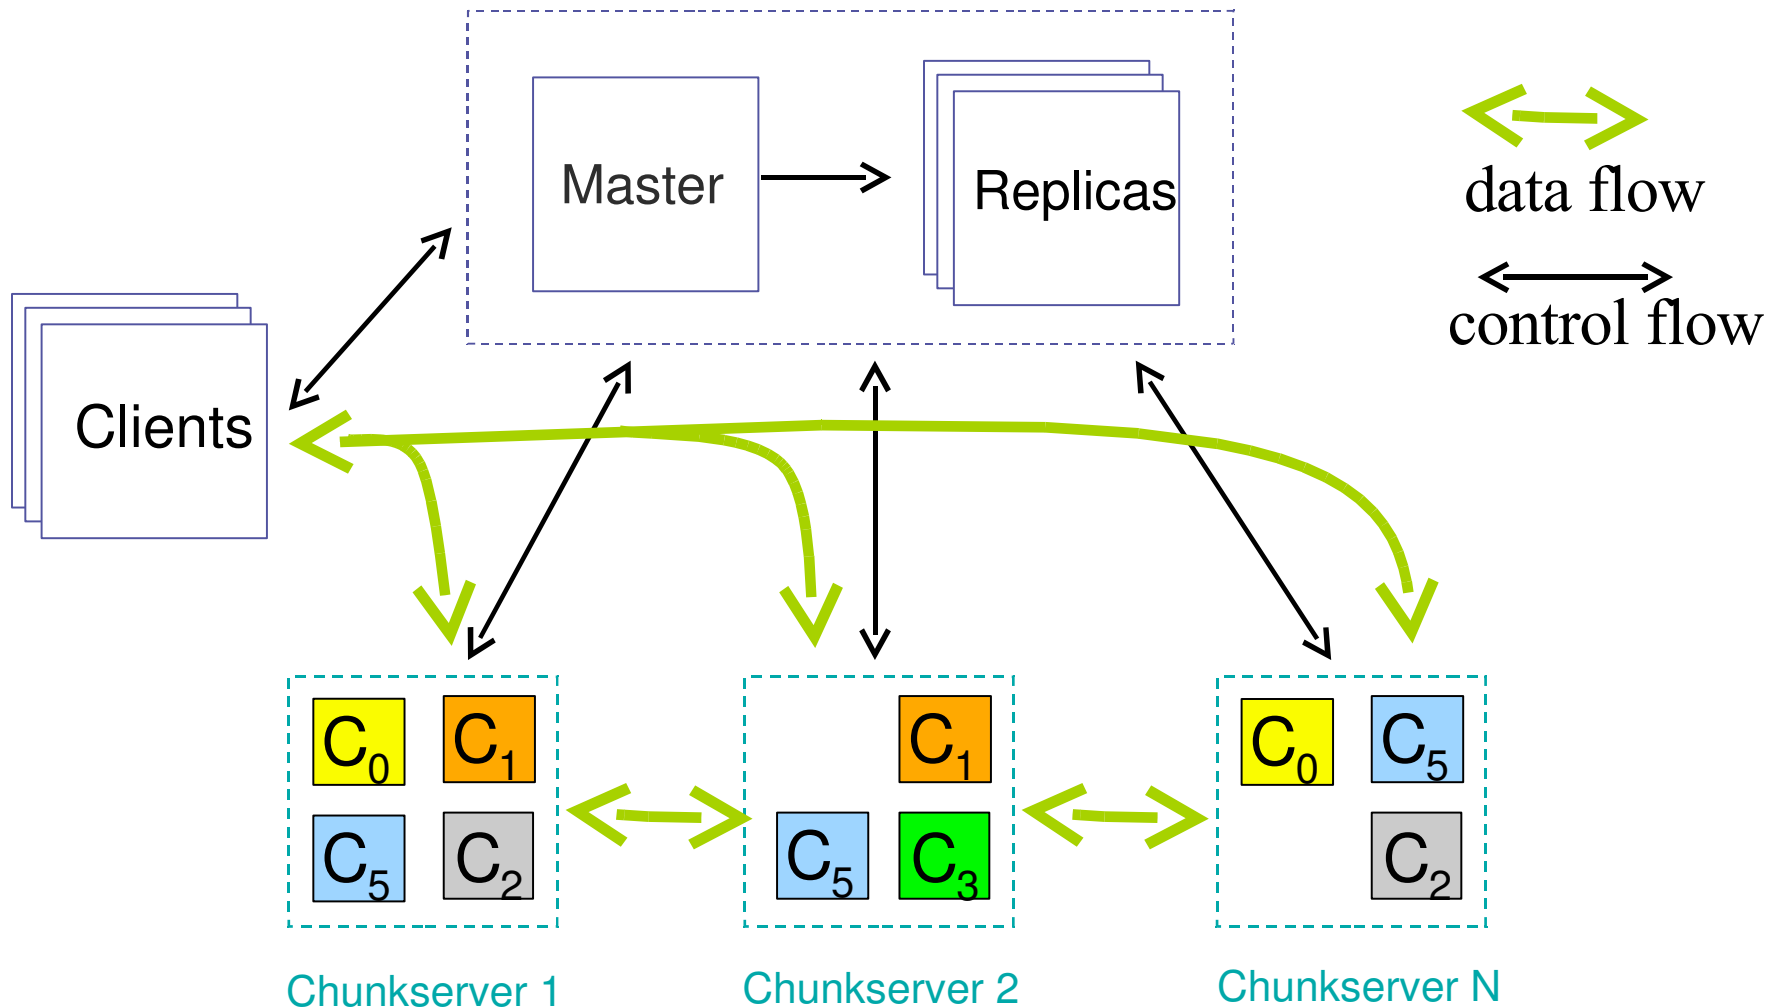 Master
Replicas
data flow
control flow
Clients
C0
C1
C5
C2
C1
C5
C3
C0
C5
C2
Chunkserver 1
Chunkserver 2
Chunkserver N